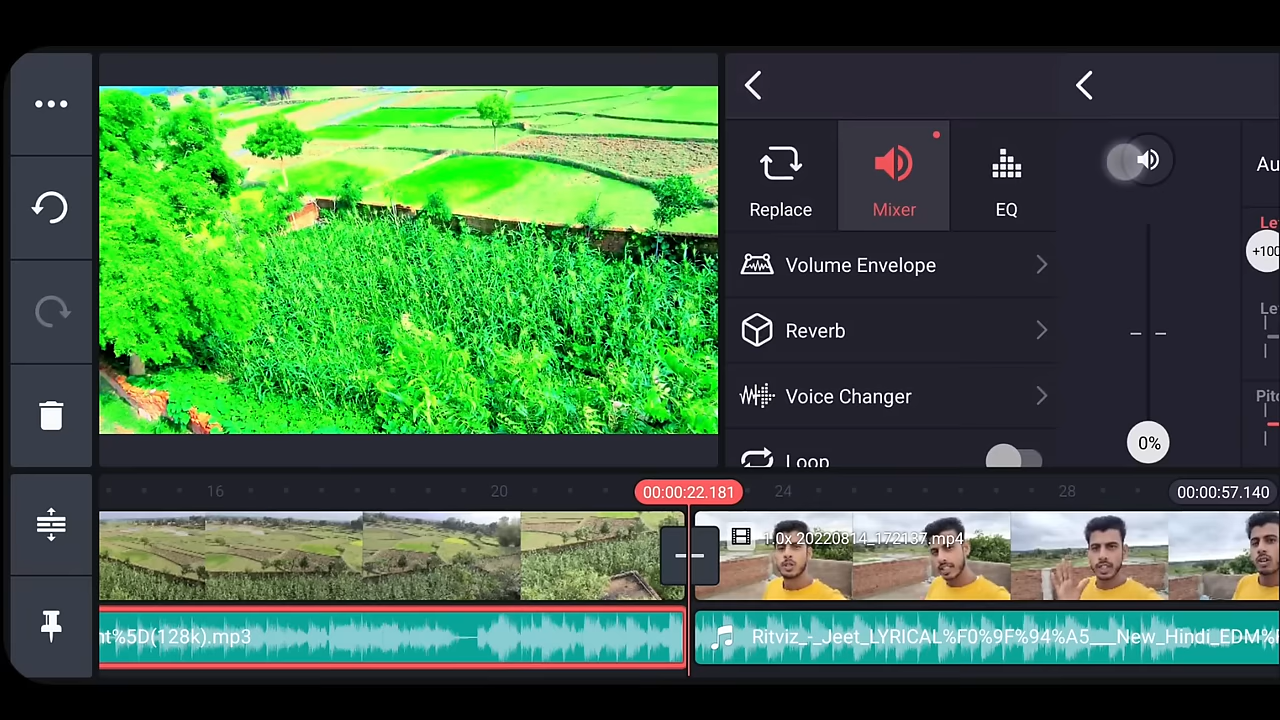 Replace
Mixer
EQ
Au
Volume Envelope
Le
+100
Reverb
Le
Voice Changer
Pitc
0%
Loop
16
20
00:00:22.181
24
28
00:00:57.140
1.0x 20220814_172137.mp4
nt%5D(128k).mp3
Ritviz_-_Jeet_LYRICAL%F0%9F%94%A5___New_Hindi_EDM%